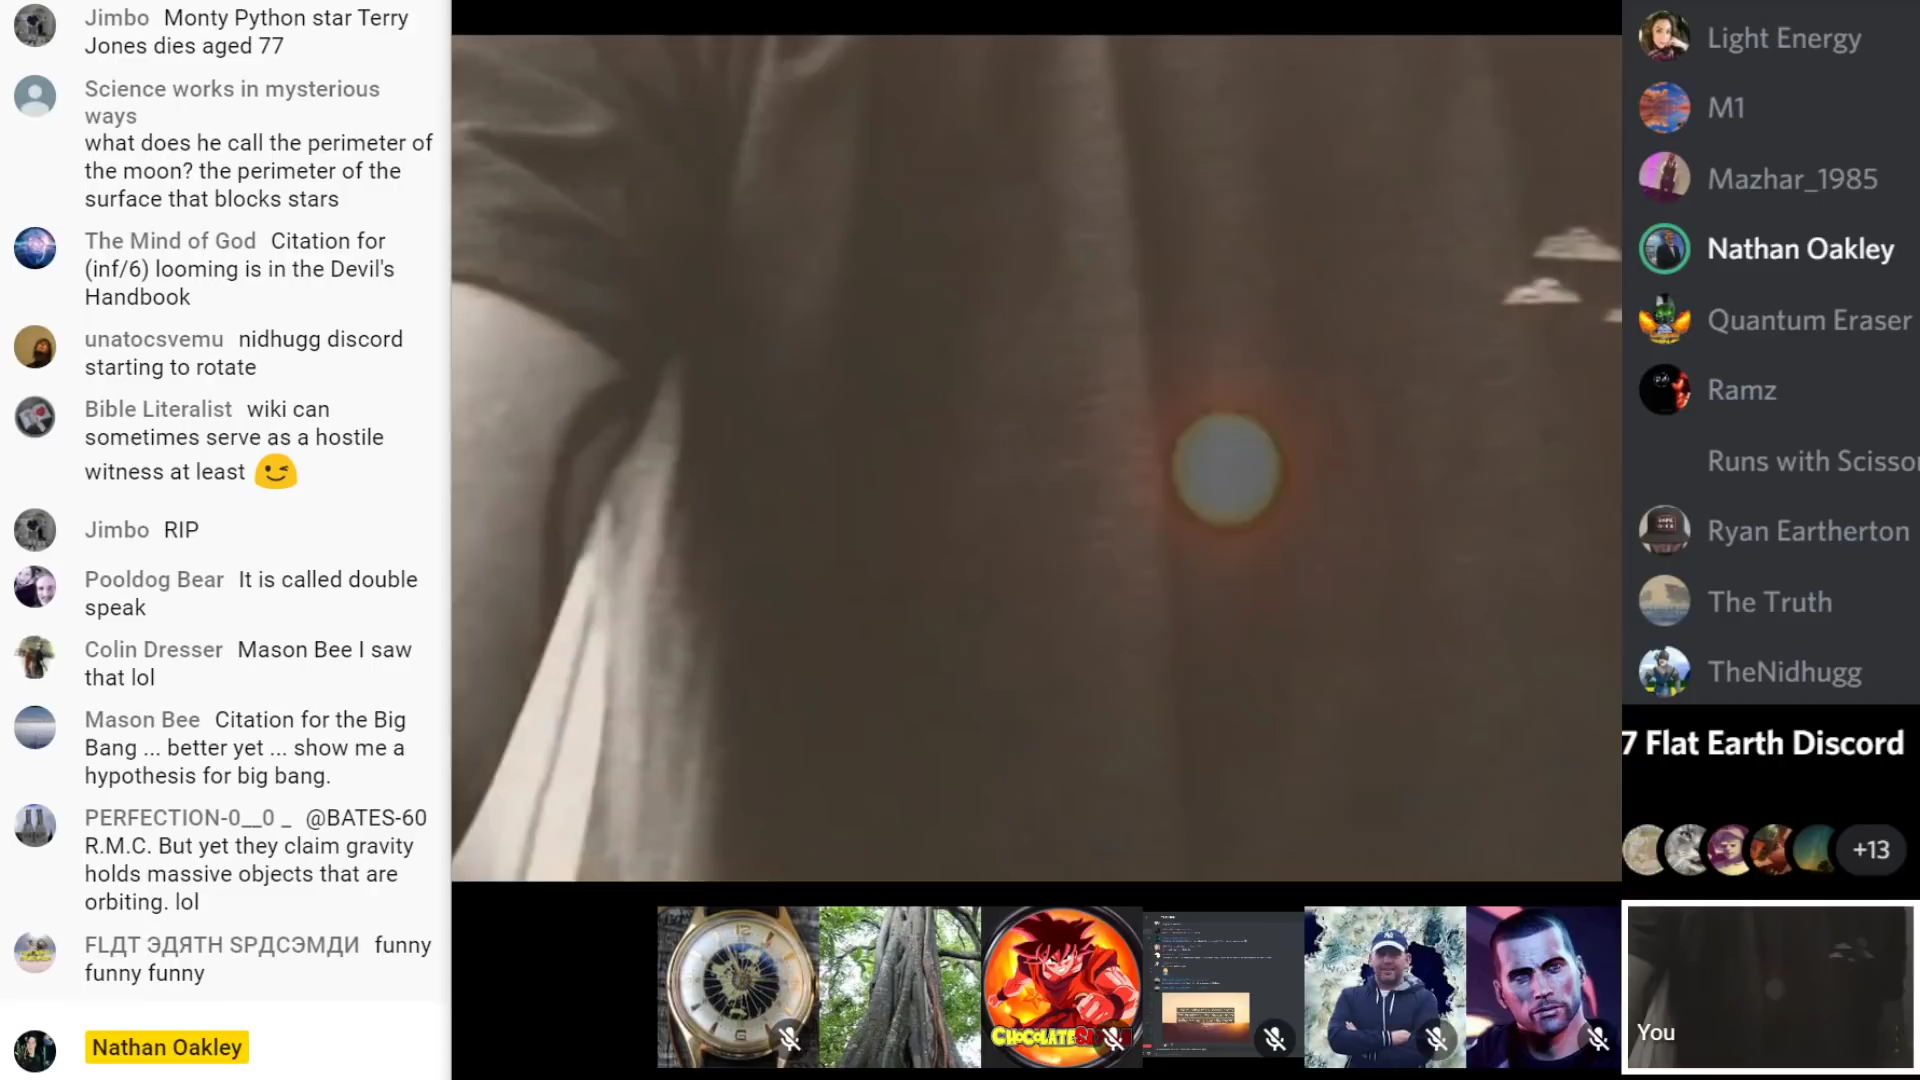 Jimbo Monty Python star Terry
Jones dies aged 77
Science works in mysterious
ways
what does he call the perimeter of
the moon? the perimeter of the
surface that blocks stars
The Mind of God Citation for
(inf/6) looming is in the Devil's
Handbook
unatocsvemu nidhugg discord
starting to rotate
Bible Literalist wiki can
sometimes serve as a hostile
witness at least
Jimbo RIP
Pooldog Bear It is called double
speak
Colin Dresser Mason Bee I saw
that lol
Mason Bee Citation for the Big
Bang ... better yet ... show me a
hypothesis for big bang.
PERFECTION-0__0 _ @BATES-60
R.M.C. But yet they claim gravity
holds massive objects that are
orbiting. lol
FLДT ЭДЯTH SPДCЭMДИ funny
funny funny
Nathan Oakley
Light Energy
M1
Mazhar_1985
Nathan Oakley
Quantum Eraser
Ramz
Runs with Scissor
Ryan Eartherton
The Truth
TheNidhugg
7 Flat Earth Discord
+13
You